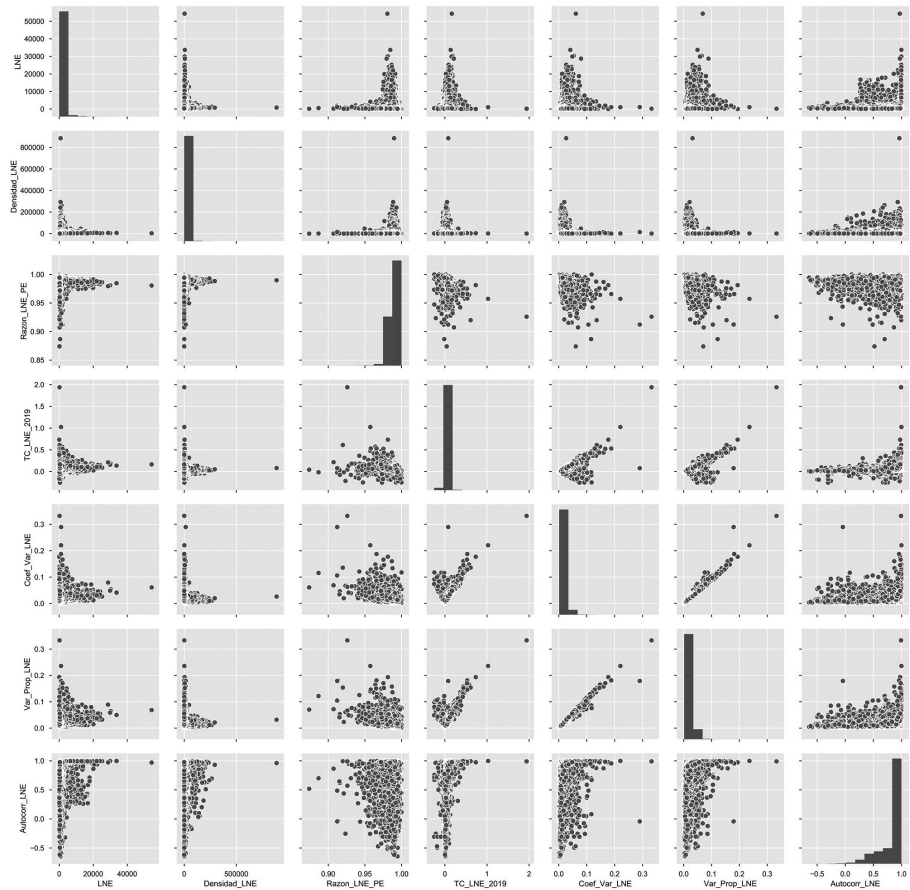 50000
40000
30000
20000
10000
0
LNE
800000
600000
400000
200000
0
Densidad_LNE
1.00
0.95
0.90
0.85
Razon_LNE_PE
2.0
1.5
1.0
0.5
0.0
TC_LNE_2019
0.3
0.2
0.1
0.0
Coef_Var_LNE
0.3
0.2
0.1
0.0
Var_Prop_LNE
1.0
0.5
0.0
−0.5
Autocorr_LNE
0 20000 40000
LNE
0 500000
Densidad_LNE
0.90 0.95 1.00
Razon_LNE_PE
0 1 2
TC_LNE_2019
0.0 0.1 0.2 0.3
Coef_Var_LNE
0.0 0.1 0.2 0.3
Var_Prop_LNE
−0.5 0.0 0.5 1.0
Autocorr_LNE